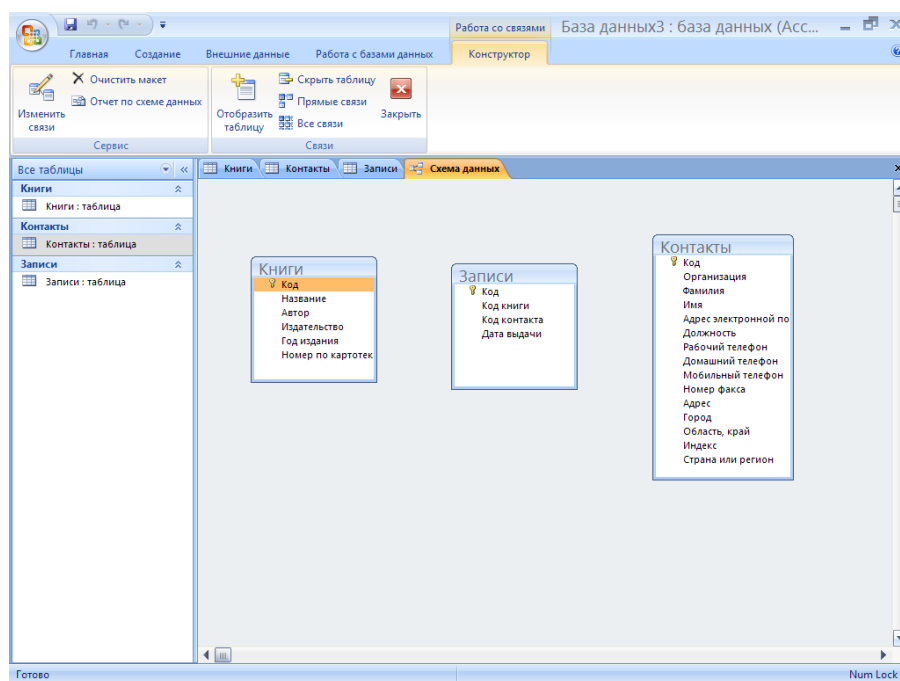 Работа со связями
База данных3 : база данных (Acc...
Главная
Создание
Внешние данные
Работа с базами данных
Конструктор
Изменить связи
Очистить макет
Отчет по схеме данных
Сервис
Отобразить таблицу
Скрыть таблицу
Прямые связи
Все связи
Закрыть
Связи
Все таблицы
Книги
Книги : таблица
Контакты
Контакты : таблица
Записи
Записи : таблица
Книги
Контакты
Записи
Схема данных
Книги
Код
Название
Автор
Издательство
Год издания
Номер по картотек
Записи
Код
Код книги
Код контакта
Дата выдачи
Контакты
Код
Организация
Фамилия
Имя
Адрес электронной по
Должность
Рабочий телефон
Домашний телефон
Мобильный телефон
Номер факса
Адрес
Город
Область, край
Индекс
Страна или регион
Готово
Num Lock